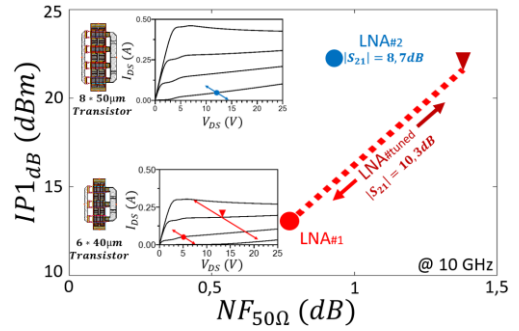 25
20
15
10
IP1dB (dBm)
0
0,5
1
1,5
NF50Ω (dB)
8 * 50μm
Transistor
IDS (A)
0.50
0.25
0.00
0 5 10 15 20 25
VDS (V)
LNA#2
|S21| = 8,7dB
LNA#tuned
|S21| = 10,3dB
6 * 40μm
Transistor
IDS (A)
0.50
0.25
0.00
0 5 10 15 20 25
VDS (V)
LNA#1
@ 10 GHz